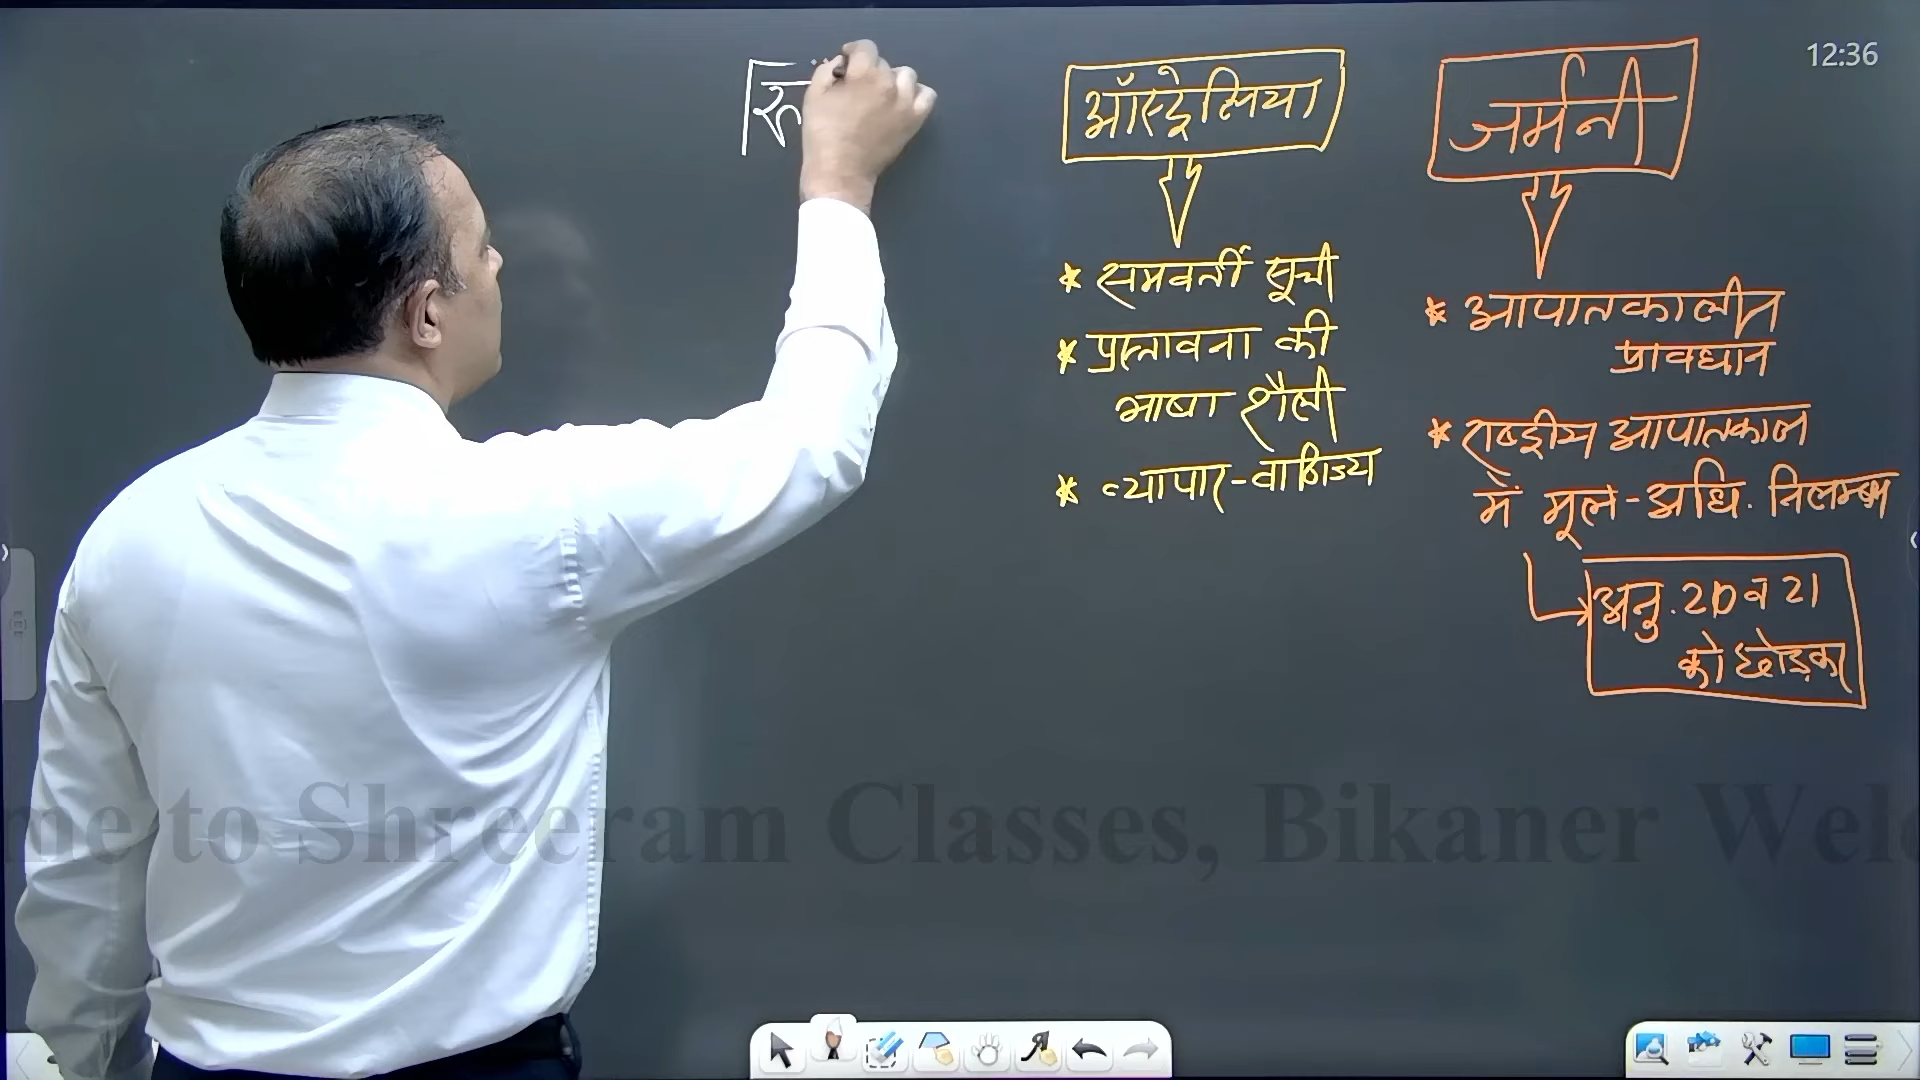 12:36
रू
ऑस्ट्रेलिया
* समवर्ती सूची
* प्रस्तावना की
भाषा शैली
* व्यापार-वाणिज्य
जर्मनी
* आपातकालीन
प्रावधान
* राष्ट्रीय आपातकाल
में मूल-अधि. निलम्बन
अनु. 20 व 21
को छोड़कर
me to Shreeram Classes, Bikaner Welc